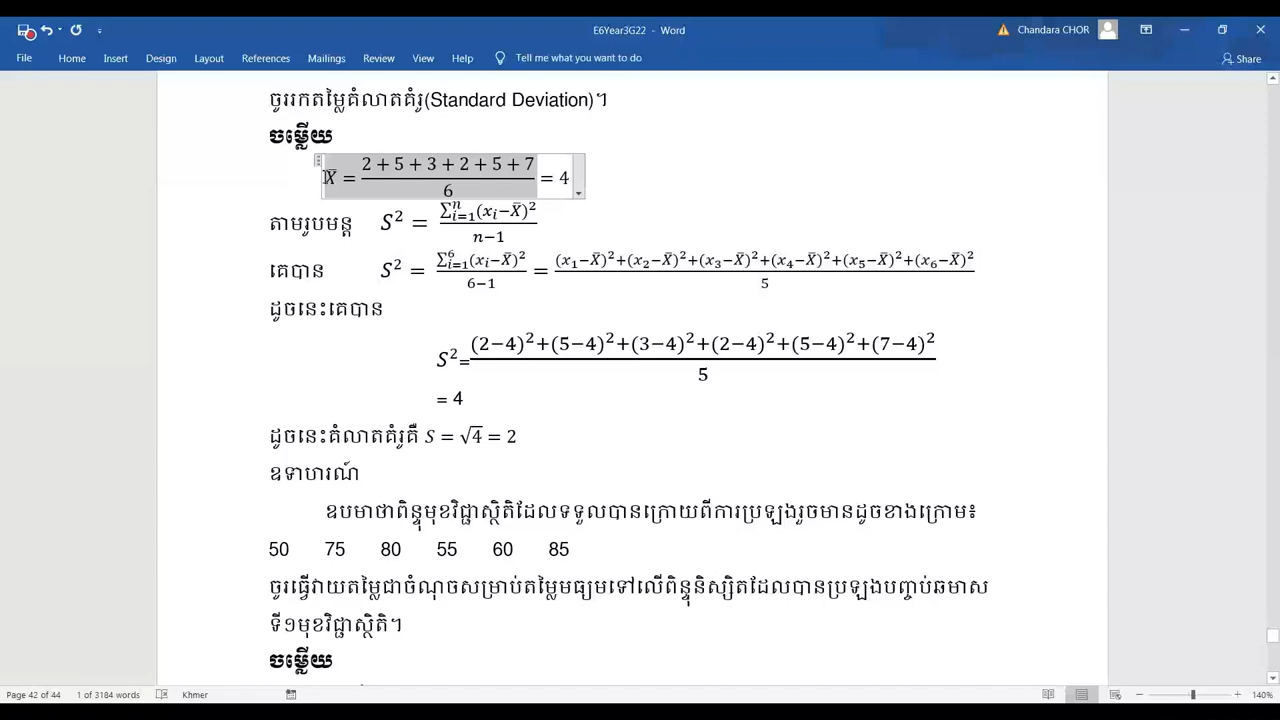 E6Year3G22 - Word
Chandara CHOR
File Home Insert Design Layout References Mailings Review View Help Tell me what you want to do Share
ចូររកតម្លៃគំលាតគំរូ(Standard Deviation)។
ចម្លើយ
X̄ = (2 + 5 + 3 + 2 + 5 + 7)/6 = 4
តាមរូបមន្ត S² = ∑ⁿᵢ₌₁(xᵢ−X̄)²/(n−1)
គេបាន S² = ∑⁶ᵢ₌₁(xᵢ−X̄)²/(6−1) = ((x₁−X̄)²+(x₂−X̄)²+(x₃−X̄)²+(x₄−X̄)²+(x₅−X̄)²+(x₆−X̄)²)/5
ដូចនេះគេបាន
S²=((2−4)²+(5−4)²+(3−4)²+(2−4)²+(5−4)²+(7−4)²)/5
= 4
ដូចនេះគំលាតគំរូគឺ S = √4 = 2
ឧទាហរណ៍
ឧបមាថាពិន្ទុមុខវិជ្ជាស្ថិតិដែលទទួលបានក្រោយពីការប្រឡងរួចមានដូចខាងក្រោម៖
50 75 80 55 60 85
ចូរធ្វើវាយតម្លៃជាចំណុចសម្រាប់តម្លៃមធ្យមទៅលើពិន្ទុនិស្សិតដែលបានប្រឡងបញ្ចប់ឆមាស
ទី១មុខវិជ្ជាស្ថិតិ។
ចម្លើយ
Page 42 of 44 1 of 3184 words Khmer 140%